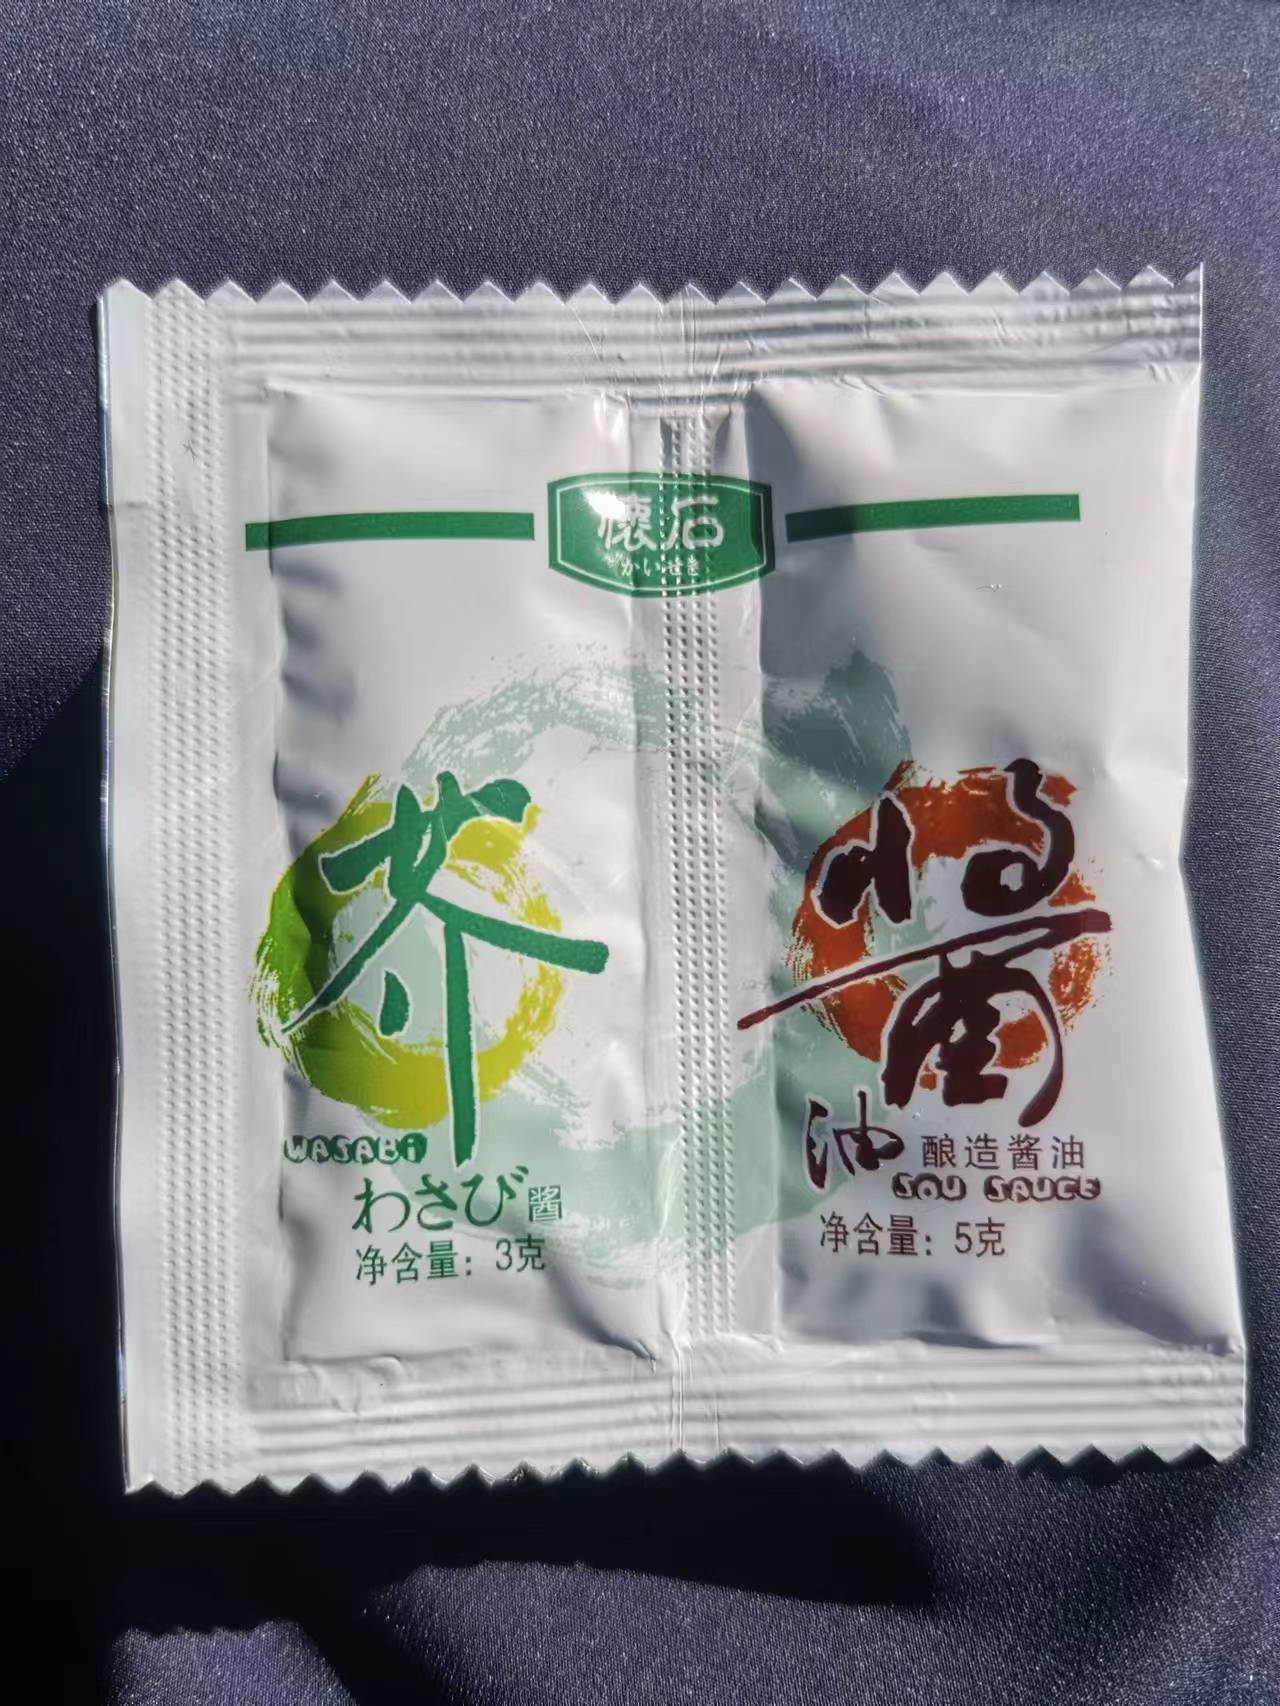 懐石
かいせき
芥
WASABi
わさび酱
净含量：3克
酱
油 酿造酱油
SOU SAUCE
净含量：5克